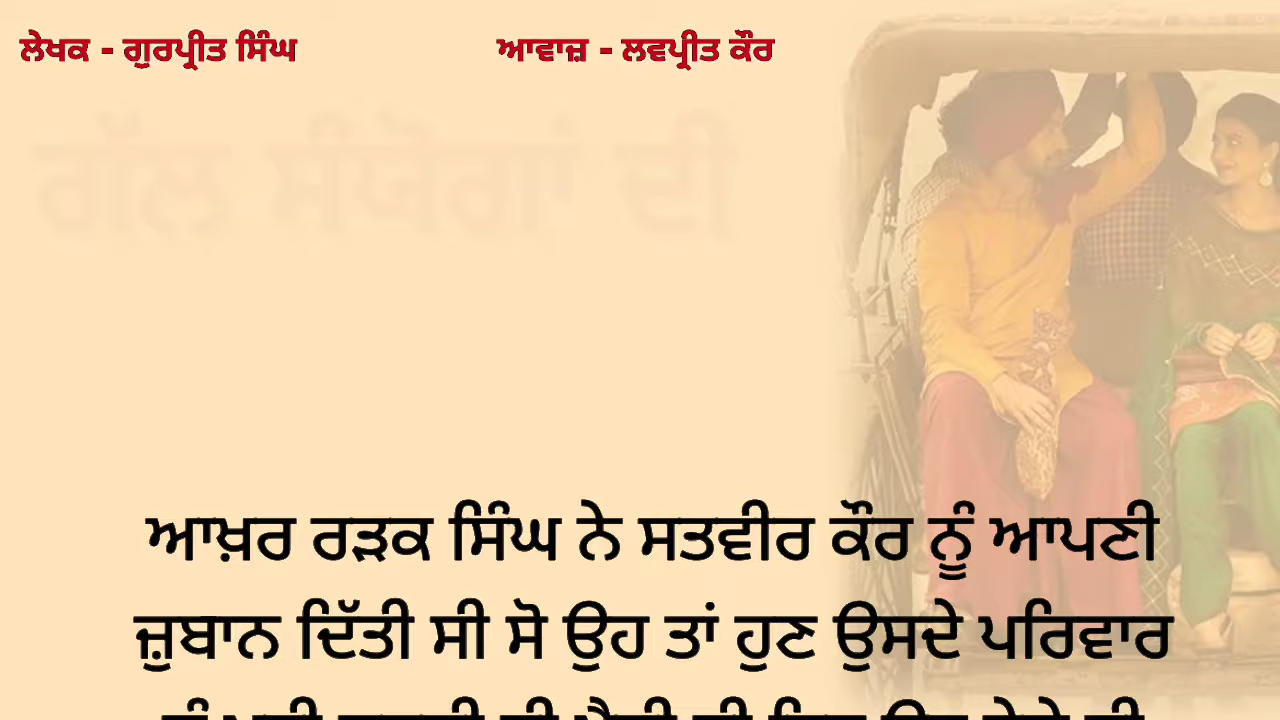 ਲੇਖਕ - ਗੁਰਪ੍ਰੀਤ ਸਿੰਘ
ਆਵਾਜ਼ - ਲਵਪ੍ਰੀਤ ਕੌਰ
ਗੱਲ ਸੰਯੋਗਾਂ ਦੀ
ਆਖ਼ਰ ਰੜਕ ਸਿੰਘ ਨੇ ਸਤਵੀਰ ਕੌਰ ਨੂੰ ਆਪਣੀ
ਜ਼ੁਬਾਨ ਦਿੱਤੀ ਸੀ ਸੋ ਉਹ ਤਾਂ ਹੁਣ ਉਸਦੇ ਪਰਿਵਾਰ